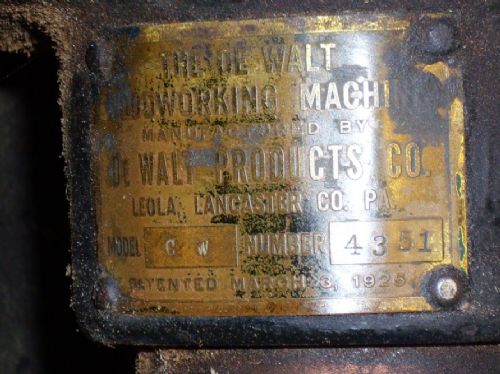 THE DE WALT
WOODWORKING MACHINE
MANUFACTURED BY
DE WALT PRODUCTS CO.
LEOLA, LANCASTER CO. PA.
MODEL G W NUMBER 4351
PATENTED MARCH 3, 1925